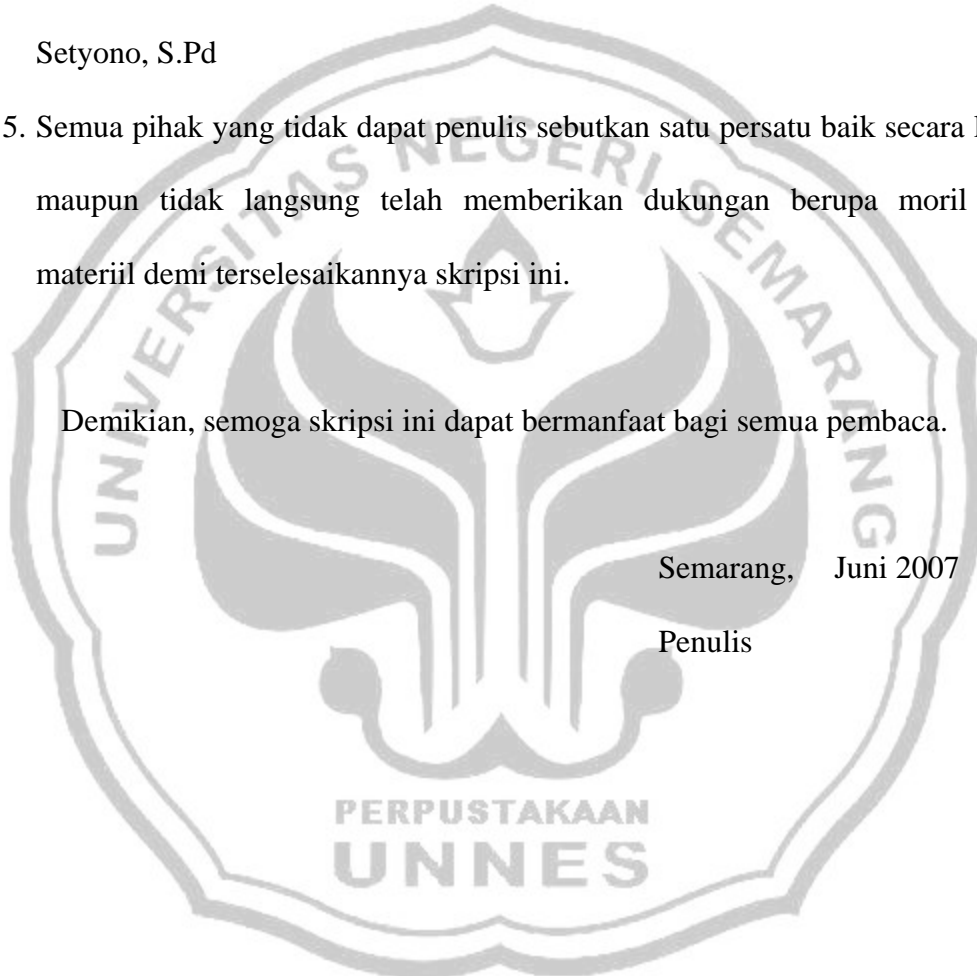 Setyono, S.Pd
5. Semua pihak yang tidak dapat penulis sebutkan satu persatu baik secara
maupun tidak langsung telah memberikan dukungan berupa moril
materiil demi terselesaikannya skripsi ini.
Demikian, semoga skripsi ini dapat bermanfaat bagi semua pembaca.
Semarang, Juni 2007
Penulis
UNIVERSITAS NEGERI SEMARANG
PERPUSTAKAAN
UNNES